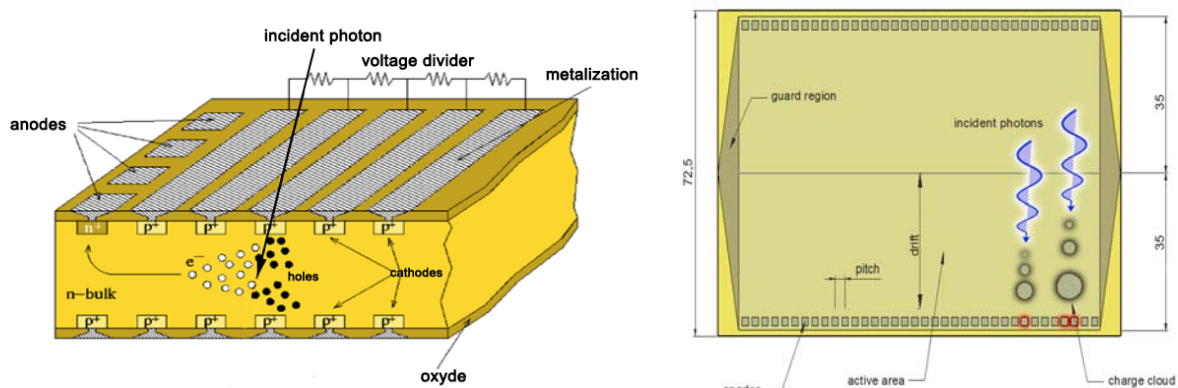 incident photon
voltage divider
metalization
anodes
n+
p+
p+
p+
p+
p+
e−
holes
cathodes
n−bulk
p+
p+
p+
p+
p+
p+
oxyde
guard region
incident photons
72.5
35
35
drift
pitch
active area
charge cloud